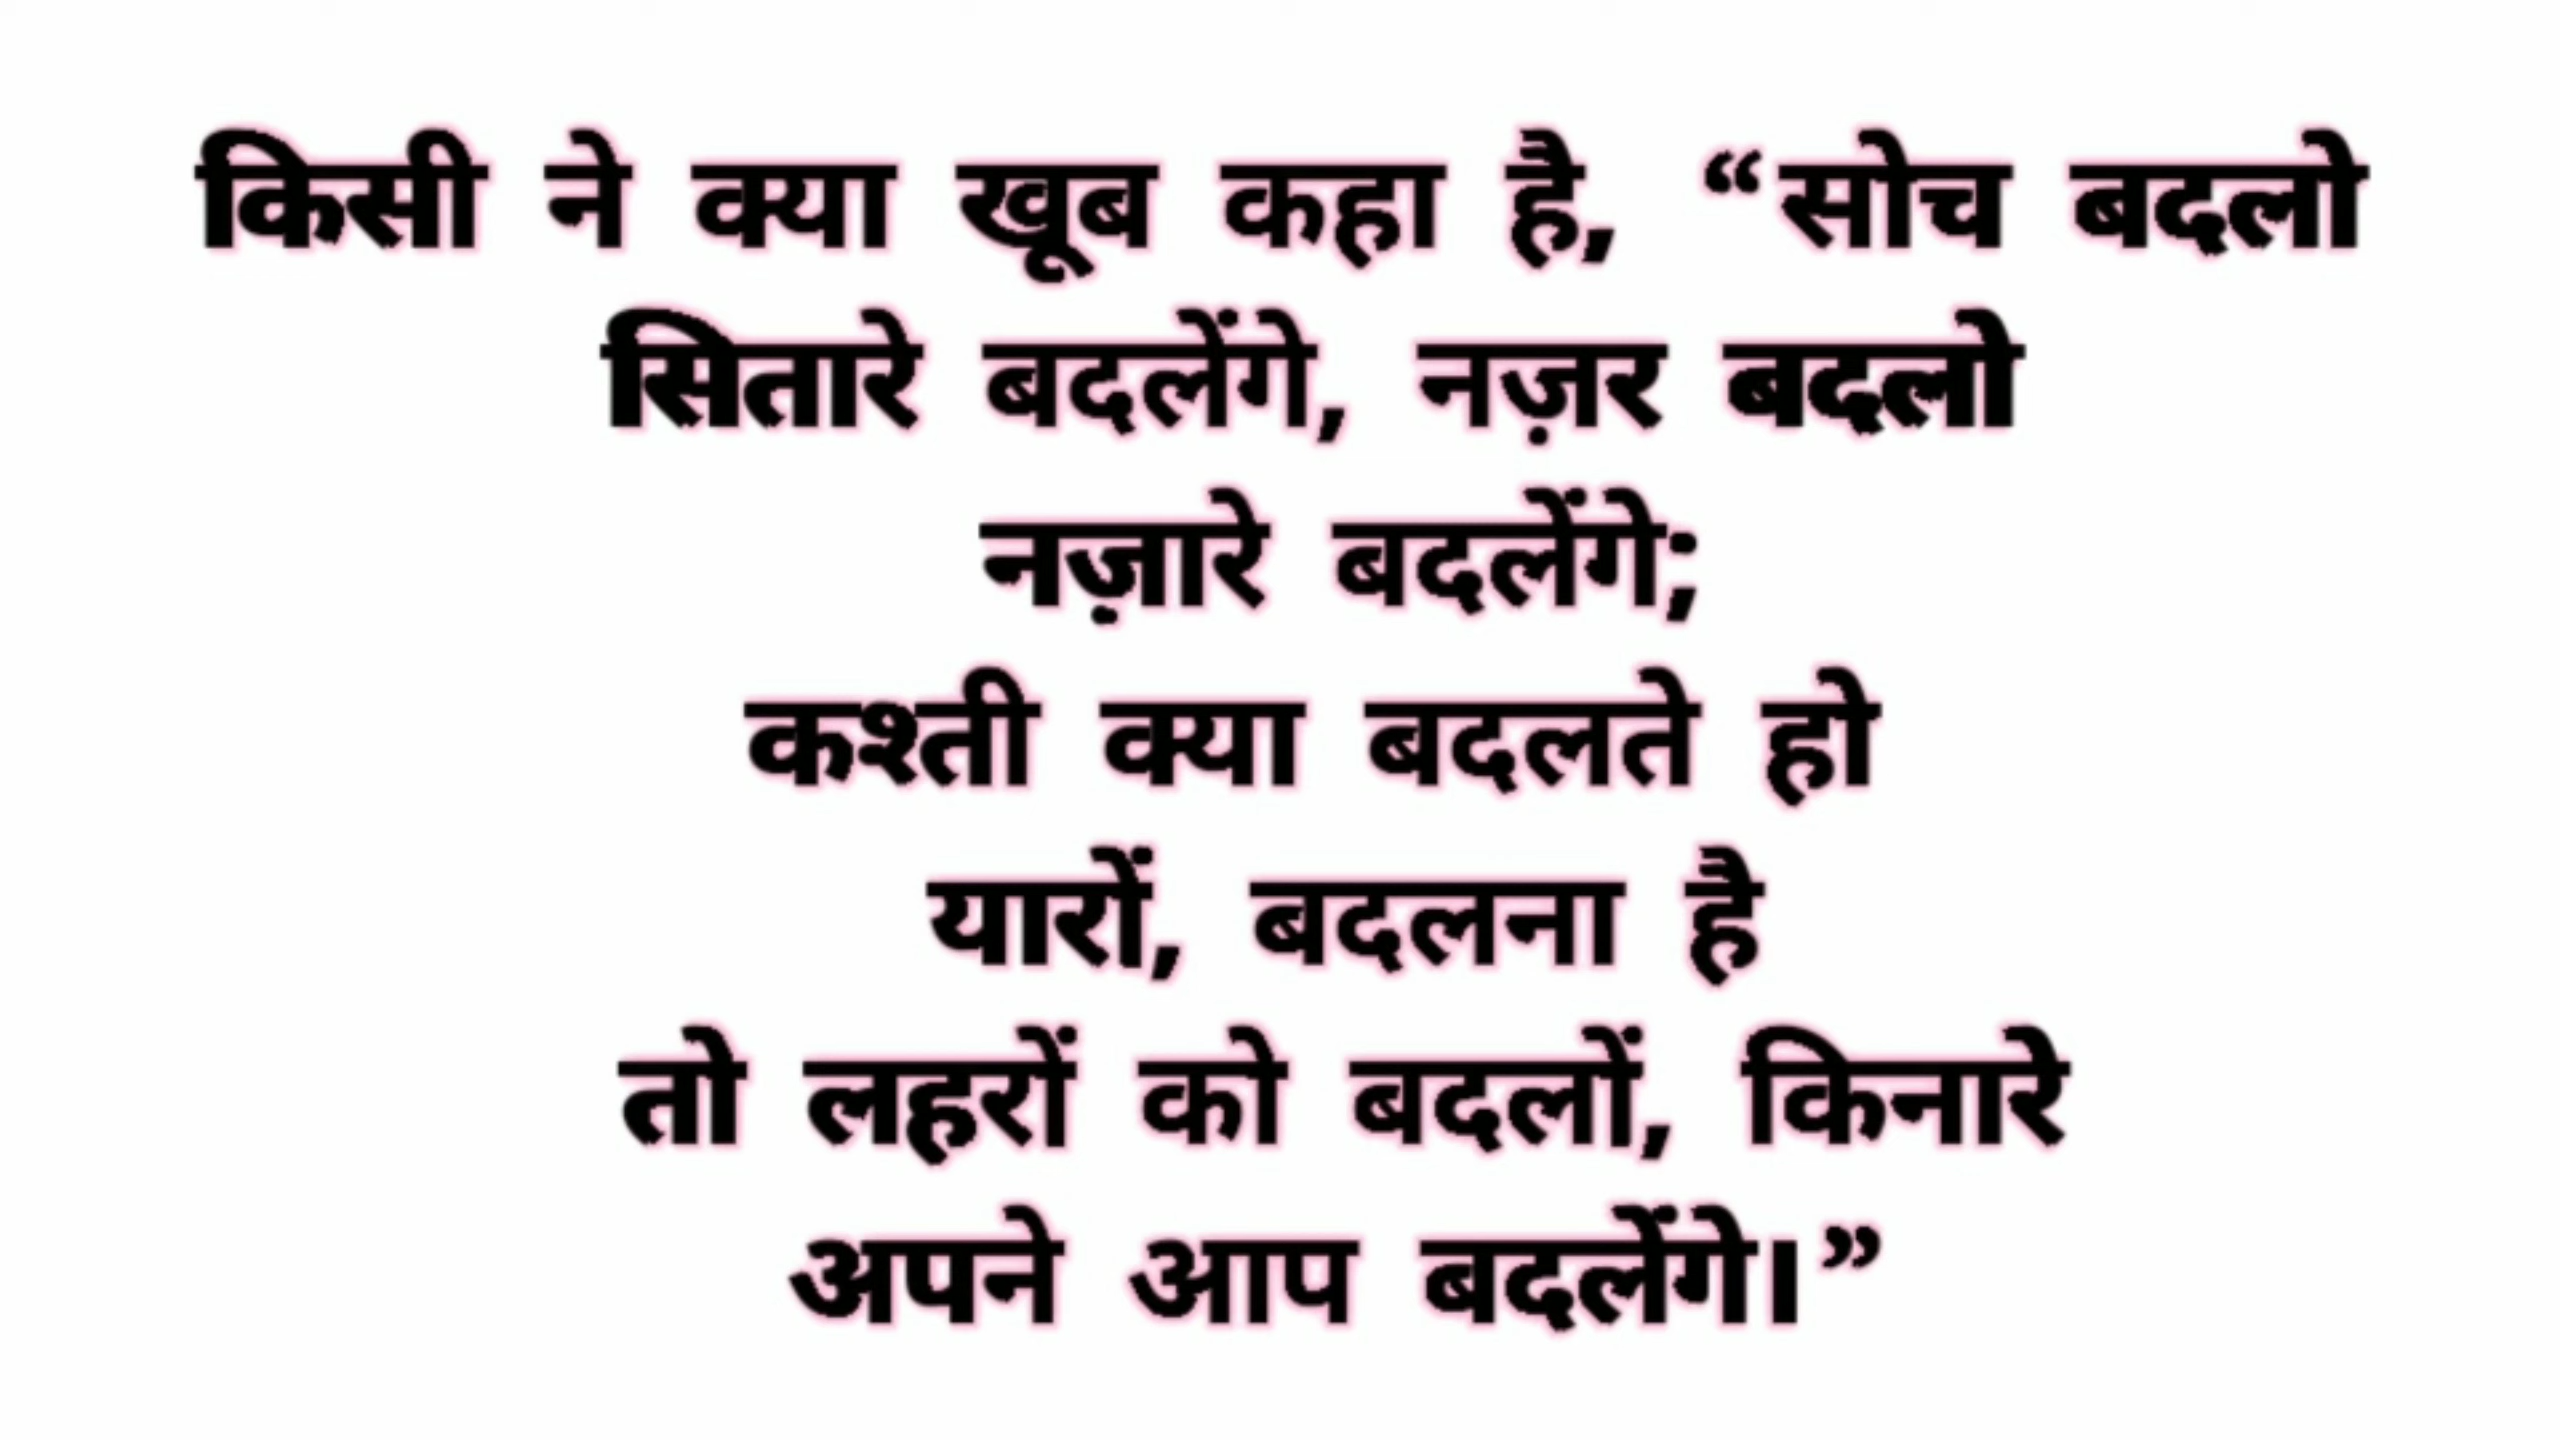 किसी ने क्या खूब कहा है, “सोच बदलो
सितारे बदलेंगे, नज़र बदलो
नज़ारे बदलेंगे;
कश्ती क्या बदलते हो
यारों, बदलना है
तो लहरों को बदलों, किनारे
अपने आप बदलेंगे।”